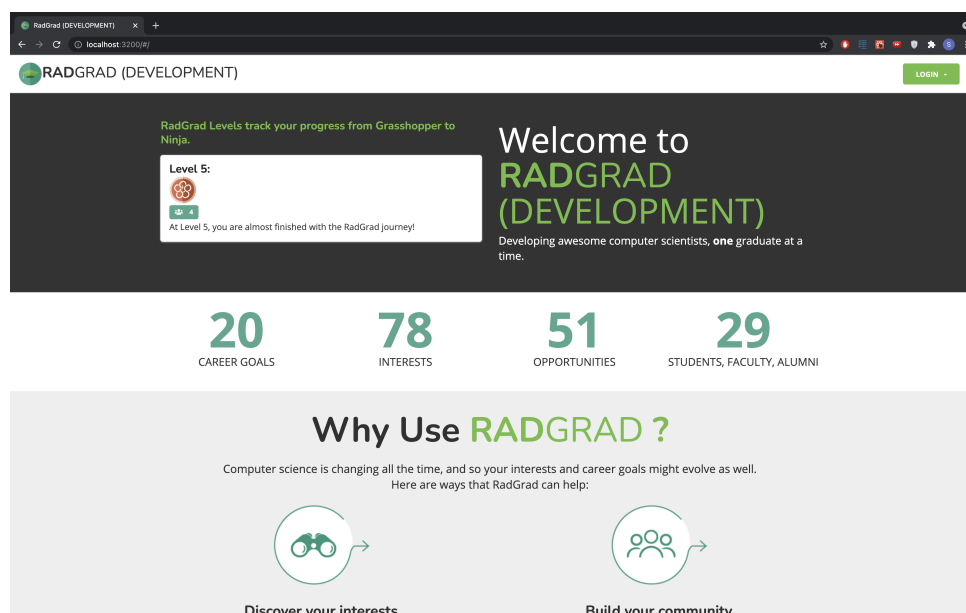 RadGrad (DEVELOPMENT)
localhost:3200/#/
S
RADGRAD (DEVELOPMENT)
LOGIN
RadGrad Levels track your progress from Grasshopper to
Ninja.
Level 5:
4
At Level 5, you are almost finished with the RadGrad journey!
Welcome to
RADGRAD
(DEVELOPMENT)
Developing awesome computer scientists, one graduate at a
time.
20
CAREER GOALS
78
INTERESTS
51
OPPORTUNITIES
29
STUDENTS, FACULTY, ALUMNI
Why Use RADGRAD ?
Computer science is changing all the time, and so your interests and career goals might evolve as well.
Here are ways that RadGrad can help:
Discover your interests
Build your community